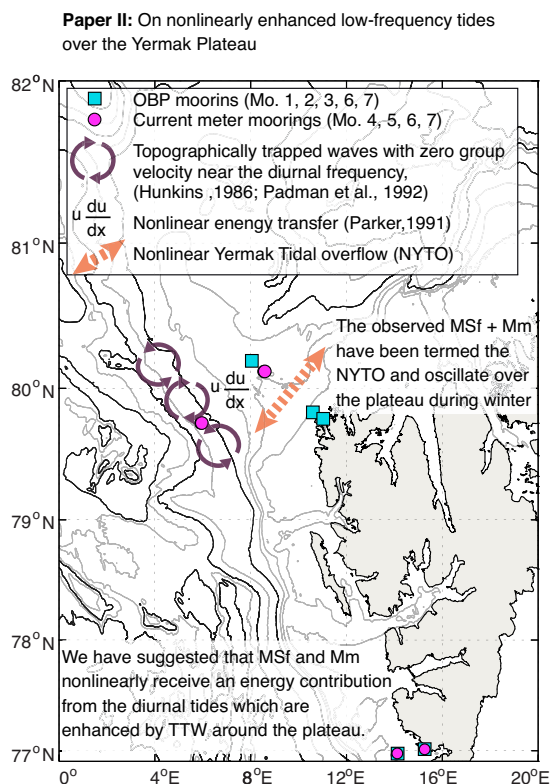 Paper II: On nonlinearly enhanced low-frequency tides
over the Yermak Plateau
82°N
OBP moorins (Mo. 1, 2, 3, 6, 7)
Current meter moorings (Mo. 4, 5, 6, 7)
Topographically trapped waves with zero group
velocity near the diurnal frequency,
(Hunkins ,1986; Padman et al., 1992)
u du
dx
Nonlinear energy transfer (Parker,1991)
81°N
Nonlinear Yermak Tidal overflow (NYTO)
The observed MSf + Mm
have been termed the
NYTO and oscillate over
the plateau during winter
80°N
u du
dx
79°N
78°N
We have suggested that MSf and Mm
nonlinearly receive an energy contribution
from the diurnal tides which are
enhanced by TTW around the plateau.
77°N
0° 4°E 8°E 12°E 16°E 20°E